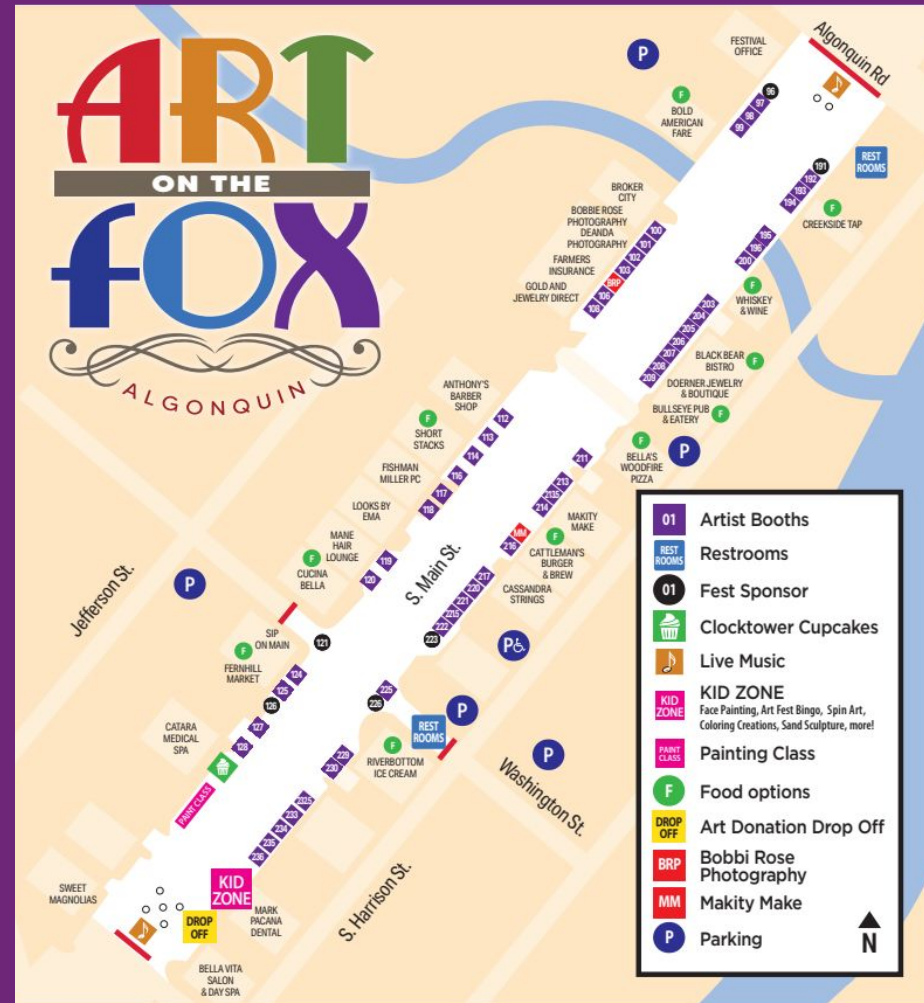 ART
ON THE
FOX
ALGONQUIN
Algonquin Rd
FESTIVAL
OFFICE
P
F
BOLD
AMERICAN
FARE
96
97
98
99
191
192
193
194
REST
ROOMS
F
CREEKSIDE TAP
BROKER
CITY
BOBBIE ROSE
PHOTOGRAPHY
DEANDA
PHOTOGRAPHY
FARMERS
INSURANCE
GOLD AND
JEWELRY DIRECT
100
101
102
103
BRP
106
108
195
196
200
F
WHISKEY
& WINE
203
204
205
206
207
208
209
BLACK BEAR
BISTRO
F
DOERNER JEWELRY
& BOUTIQUE
BULLSEYE PUB
& EATERY
F
F
BELLA'S
WOODFIRE
PIZZA
P
ANTHONY'S
BARBER
SHOP
F
SHORT
STACKS
FISHMAN
MILLER PC
LOOKS BY
EMA
MANE
HAIR
LOUNGE
F
CUCINA
BELLA
112
113
114
116
117
118
119
120
S. Main St.
211
213
213.5
214
MM
216
MAKITY
MAKE
F
CATTLEMAN'S
BURGER
& BREW
CASSANDRA
STRINGS
217
220
221
221.5
222
223
P
Jefferson St.
P
SIP
ON MAIN
121
F
FERNHILL
MARKET
124
125
126
127
128
CATARA
MEDICAL
SPA
PAINT CLASS
225
226
REST
ROOMS
P
F
RIVERBOTTOM
ICE CREAM
P
Washington St.
229
230
232.5
233
234
235
236
S. Harrison St.
KID
ZONE
SWEET
MAGNOLIAS
DROP
OFF
MARK
PACANA
DENTAL
BELLA VITA
SALON
& DAY SPA
01 Artist Booths
REST
ROOMS Restrooms
01 Fest Sponsor
Clocktower Cupcakes
Live Music
KID
ZONE KID ZONE
Face Painting, Art Fest Bingo, Spin Art,
Coloring Creations, Sand Sculpture, more!
PAINT
CLASS Painting Class
F Food options
DROP
OFF Art Donation Drop Off
BRP Bobbi Rose
Photography
MM Makity Make
P Parking
N